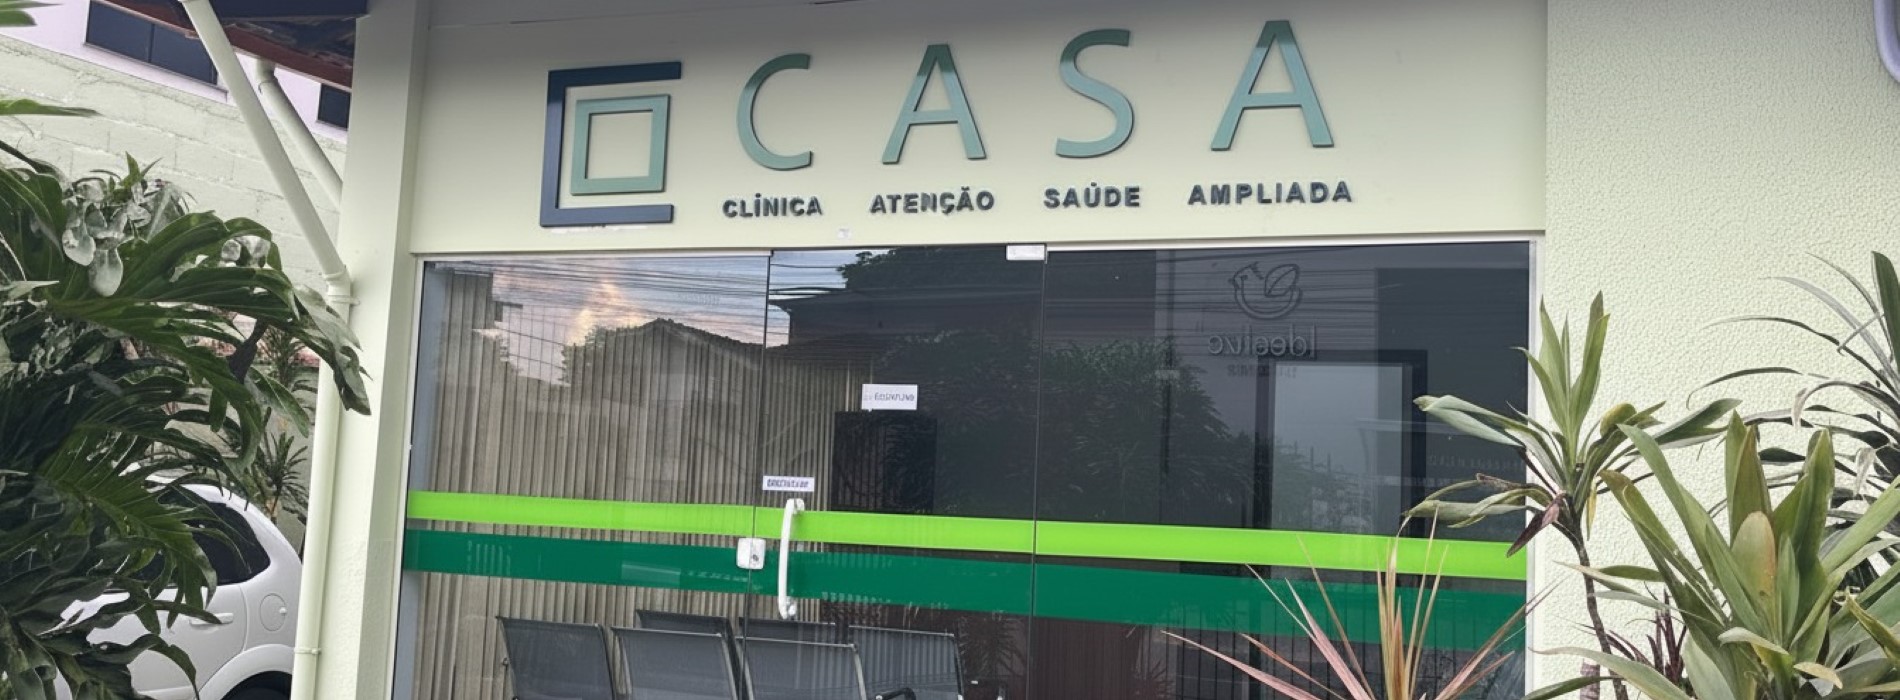 CASA
CLÍNICA ATENÇÃO SAÚDE AMPLIADA